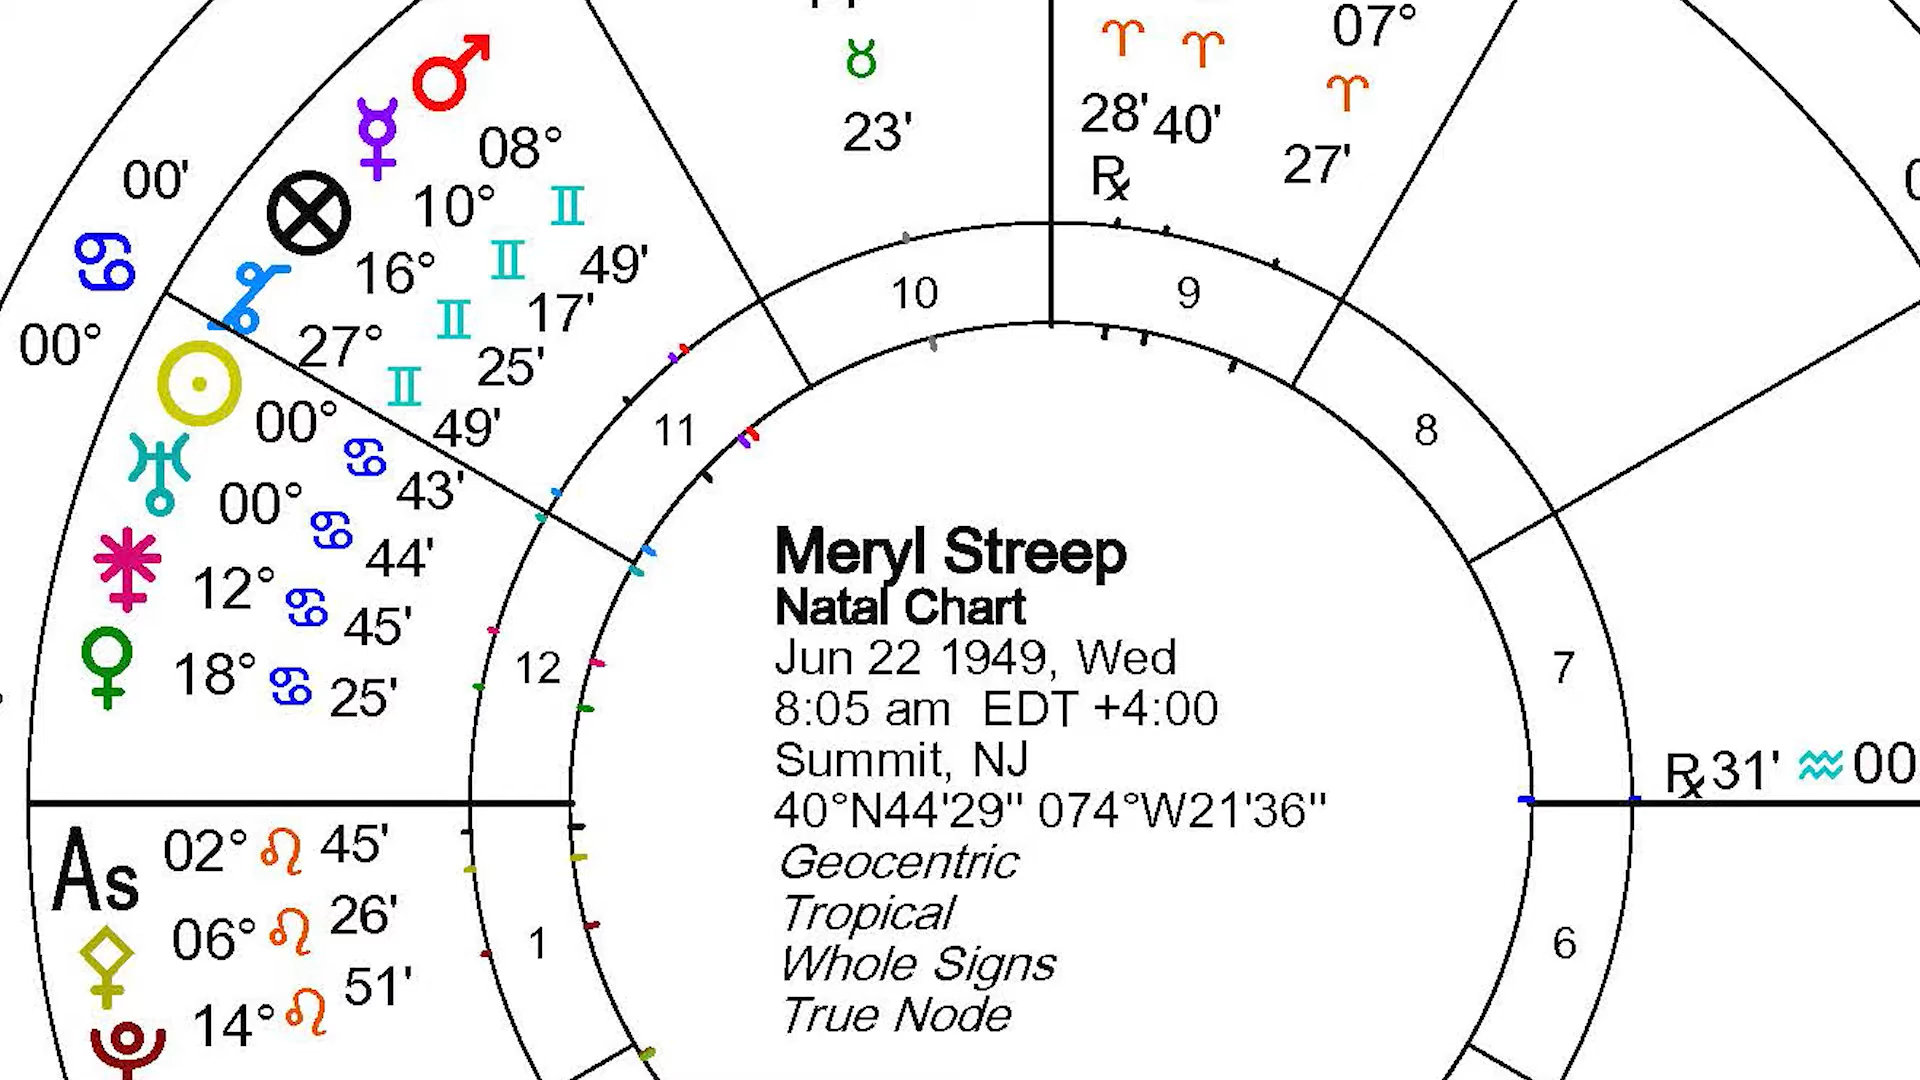 07°
♈ ♈
♉
♈
08°
28' 40'
23'
00'
10° ♊
27'
℞
♋
16° ♊ 49'
00°
27° ♊ 17'
10
9
♊ 25'
00° ♋ 49'
11
8
00° ♋ 43'
12° ♋ 44'
Meryl Streep
Natal Chart
18° ♋ 45'
12
7
Jun 22 1949, Wed
25'
8:05 am EDT +4:00
Summit, NJ
℞ 31' ♒ 00
40°N44'29" 074°W21'36"
As 02° ♌ 45'
Geocentric
06° ♌ 26'
Tropical
1
6
Whole Signs
14° ♌ 51'
True Node